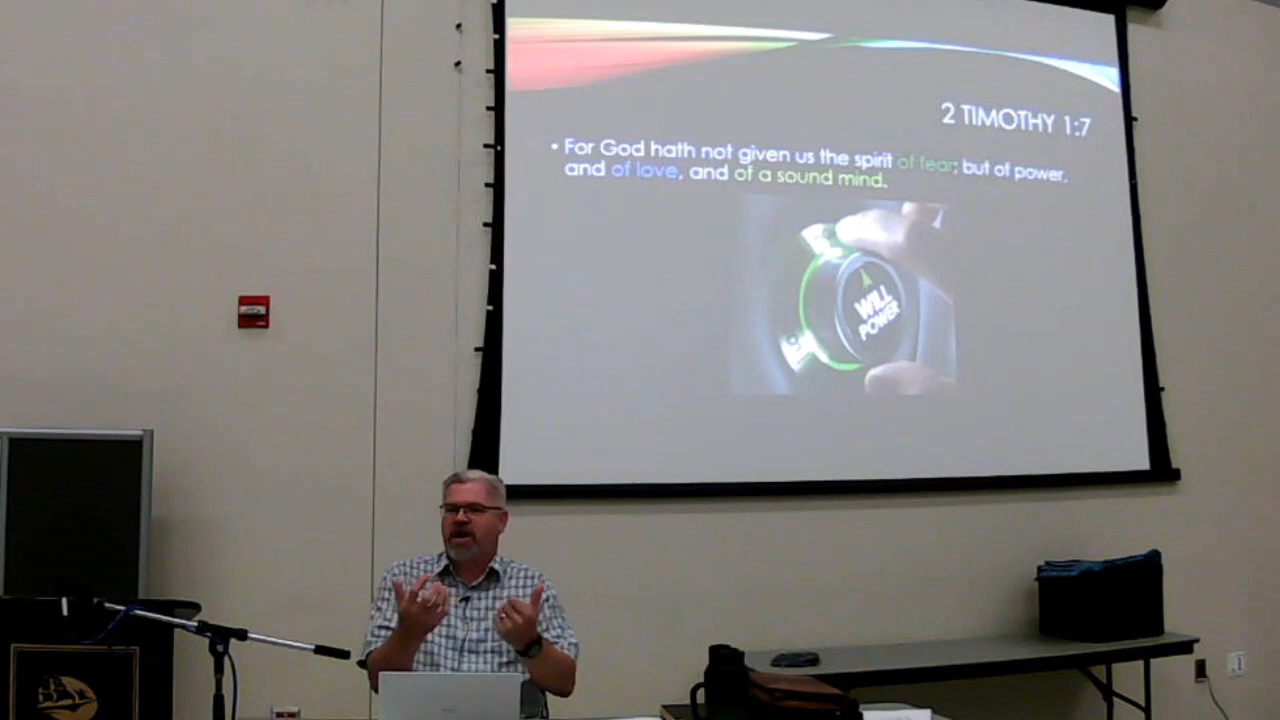 2 TIMOTHY 1:7
• For God hath not given us the spirit of fear; but of power,
and of love, and of a sound mind.
WILL
POWER